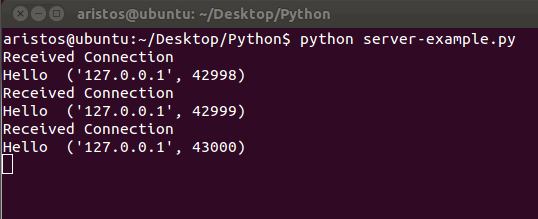 aristos@ubuntu: ~/Desktop/Python
aristos@ubuntu:~/Desktop/Python$ python server-example.py
Received Connection
Hello  ('127.0.0.1', 42998)
Received Connection
Hello  ('127.0.0.1', 42999)
Received Connection
Hello  ('127.0.0.1', 43000)